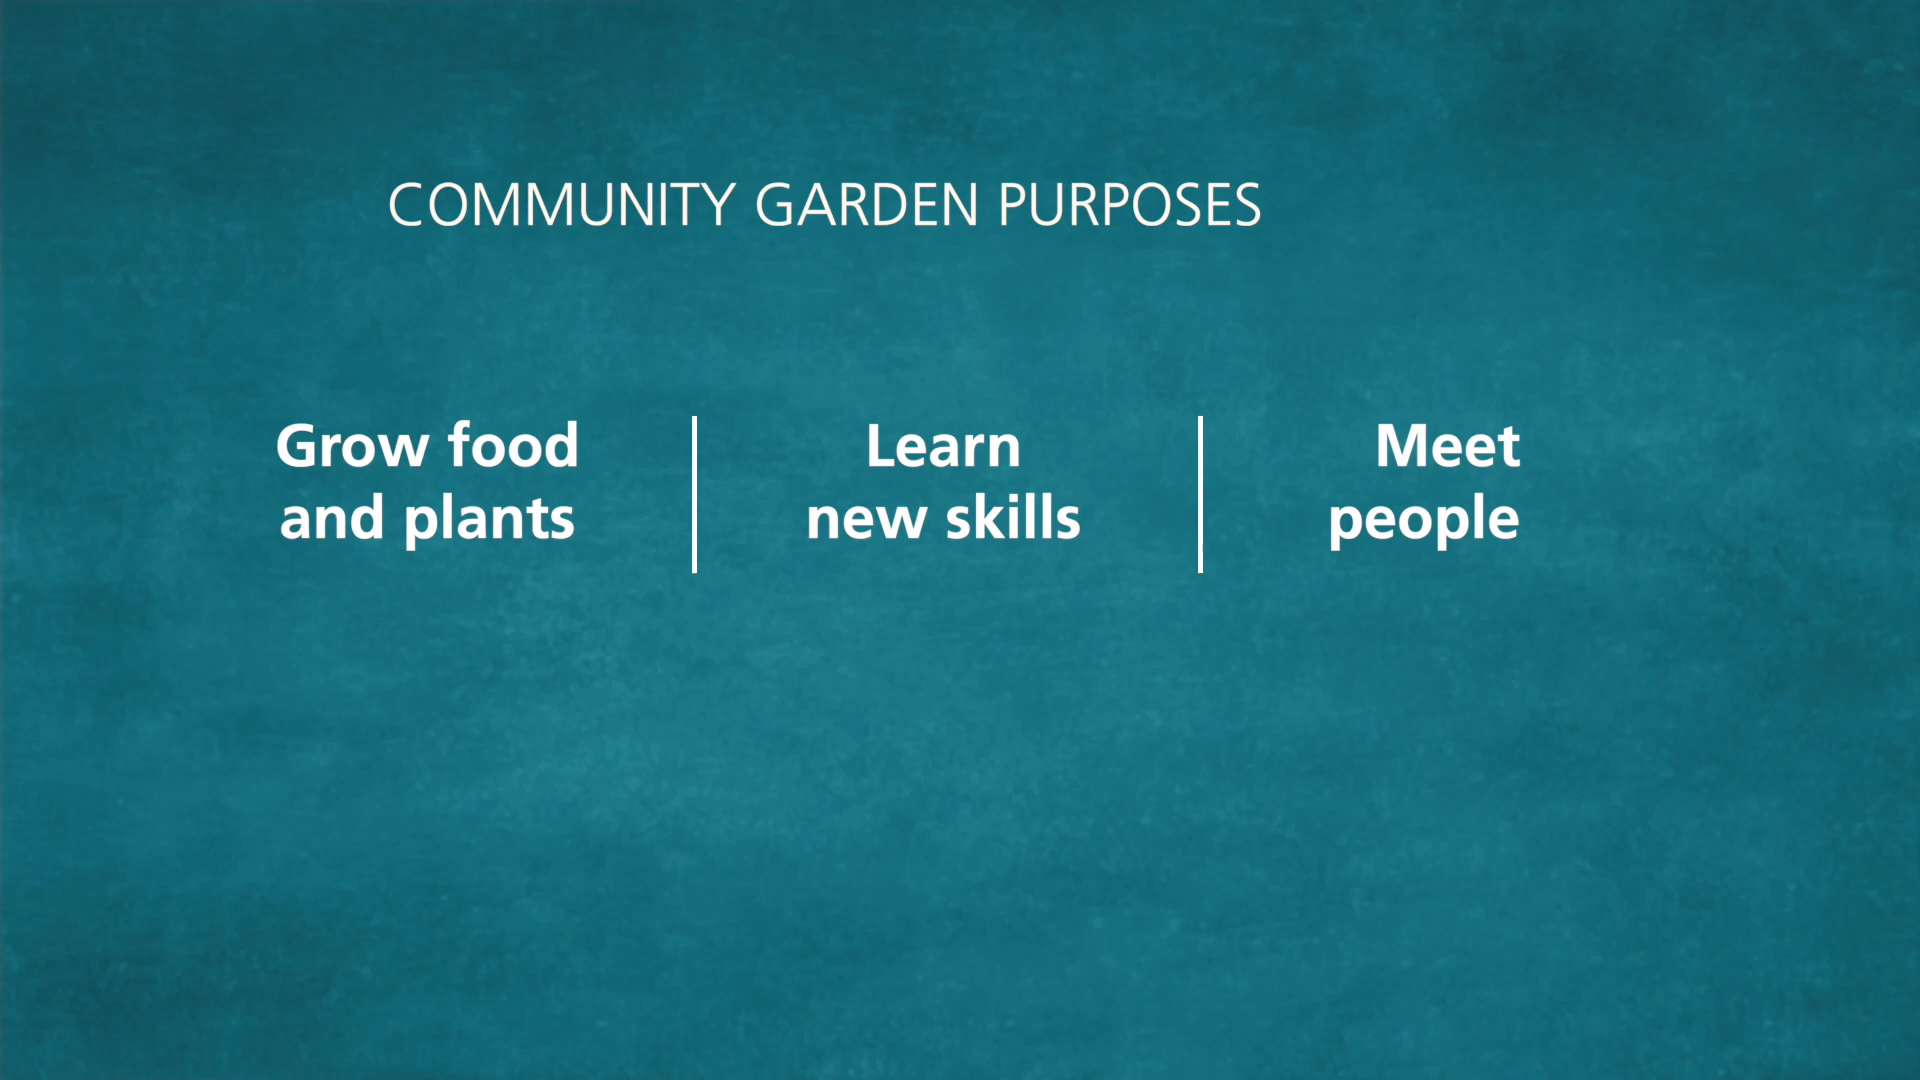 COMMUNITY GARDEN PURPOSES
Grow food
and plants
Learn
new skills
Meet
people